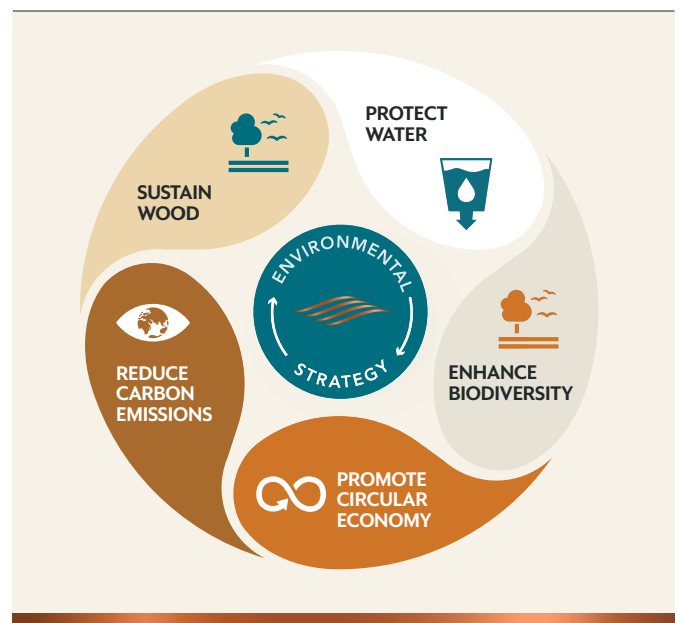 PROTECT
WATER
SUSTAIN
WOOD
ENVIRONMENTAL
STRATEGY
REDUCE
CARBON
EMISSIONS
ENHANCE
BIODIVERSITY
PROMOTE
CIRCULAR
ECONOMY